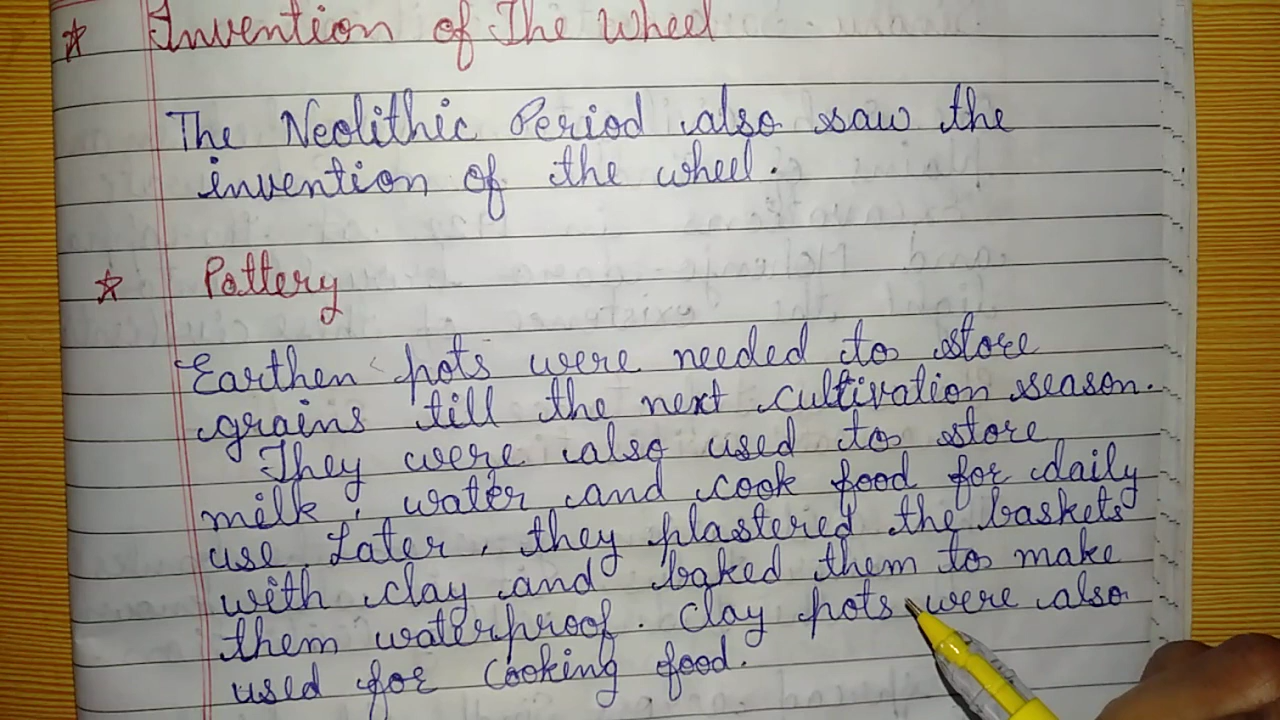 ☆ Invention of The Wheel
The Neolithic Period also saw the
invention of the wheel.
☆ Pottery
Earthen pots were needed to store
grains till the next cultivation season.
They were also used to store
milk, water and cook food for daily
use. Later, they plastered the baskets
with clay and baked them to make
them waterproof. Clay pots were also
used for cooking food.